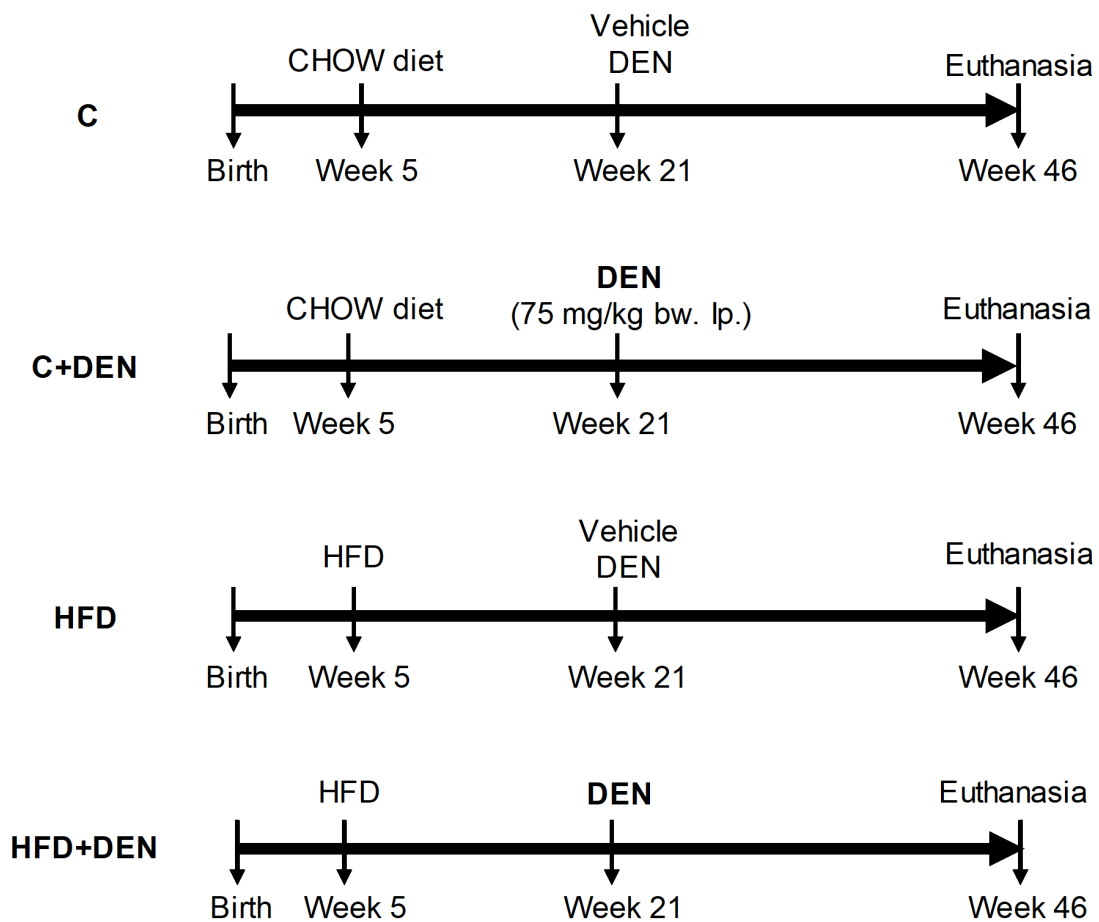 C
CHOW diet
Vehicle
DEN
Euthanasia
Birth
Week 5
Week 21
Week 46
C+DEN
CHOW diet
DEN
(75 mg/kg bw. Ip.)
Euthanasia
Birth
Week 5
Week 21
Week 46
HFD
HFD
Vehicle
DEN
Euthanasia
Birth
Week 5
Week 21
Week 46
HFD+DEN
HFD
DEN
Euthanasia
Birth
Week 5
Week 21
Week 46